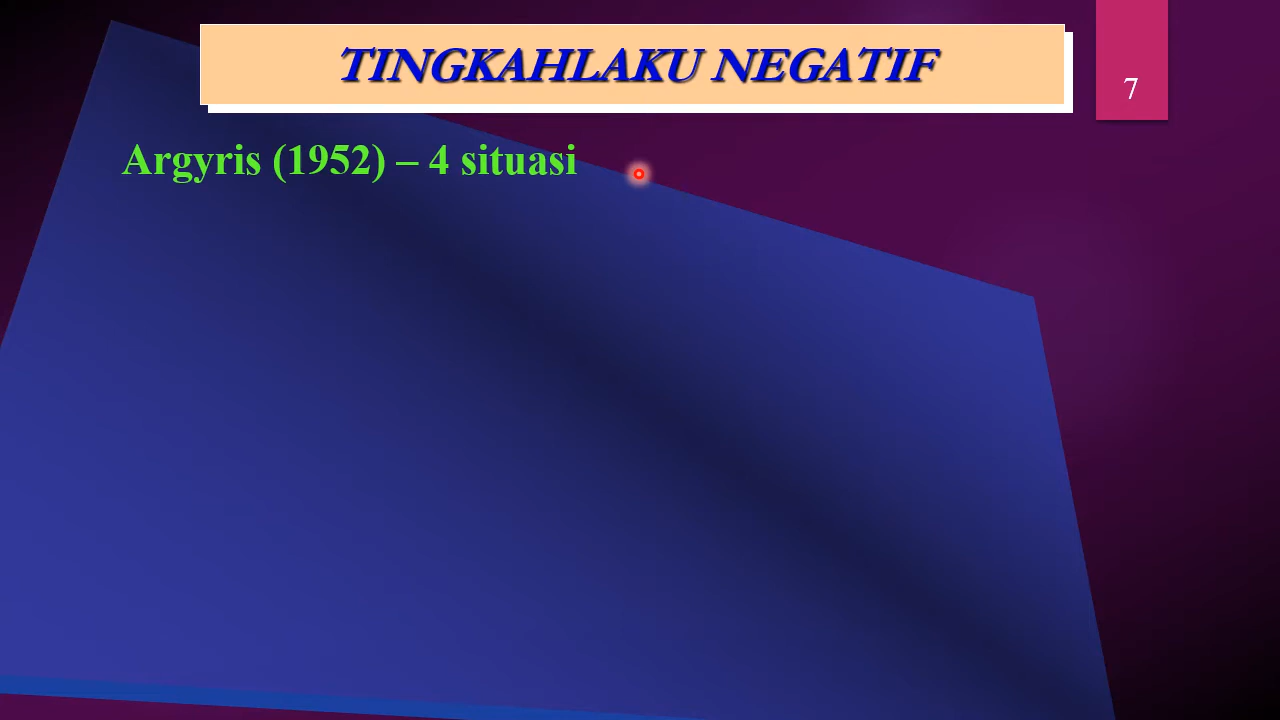 TINGKAHLAKU NEGATIF
7
Argyris (1952) – 4 situasi